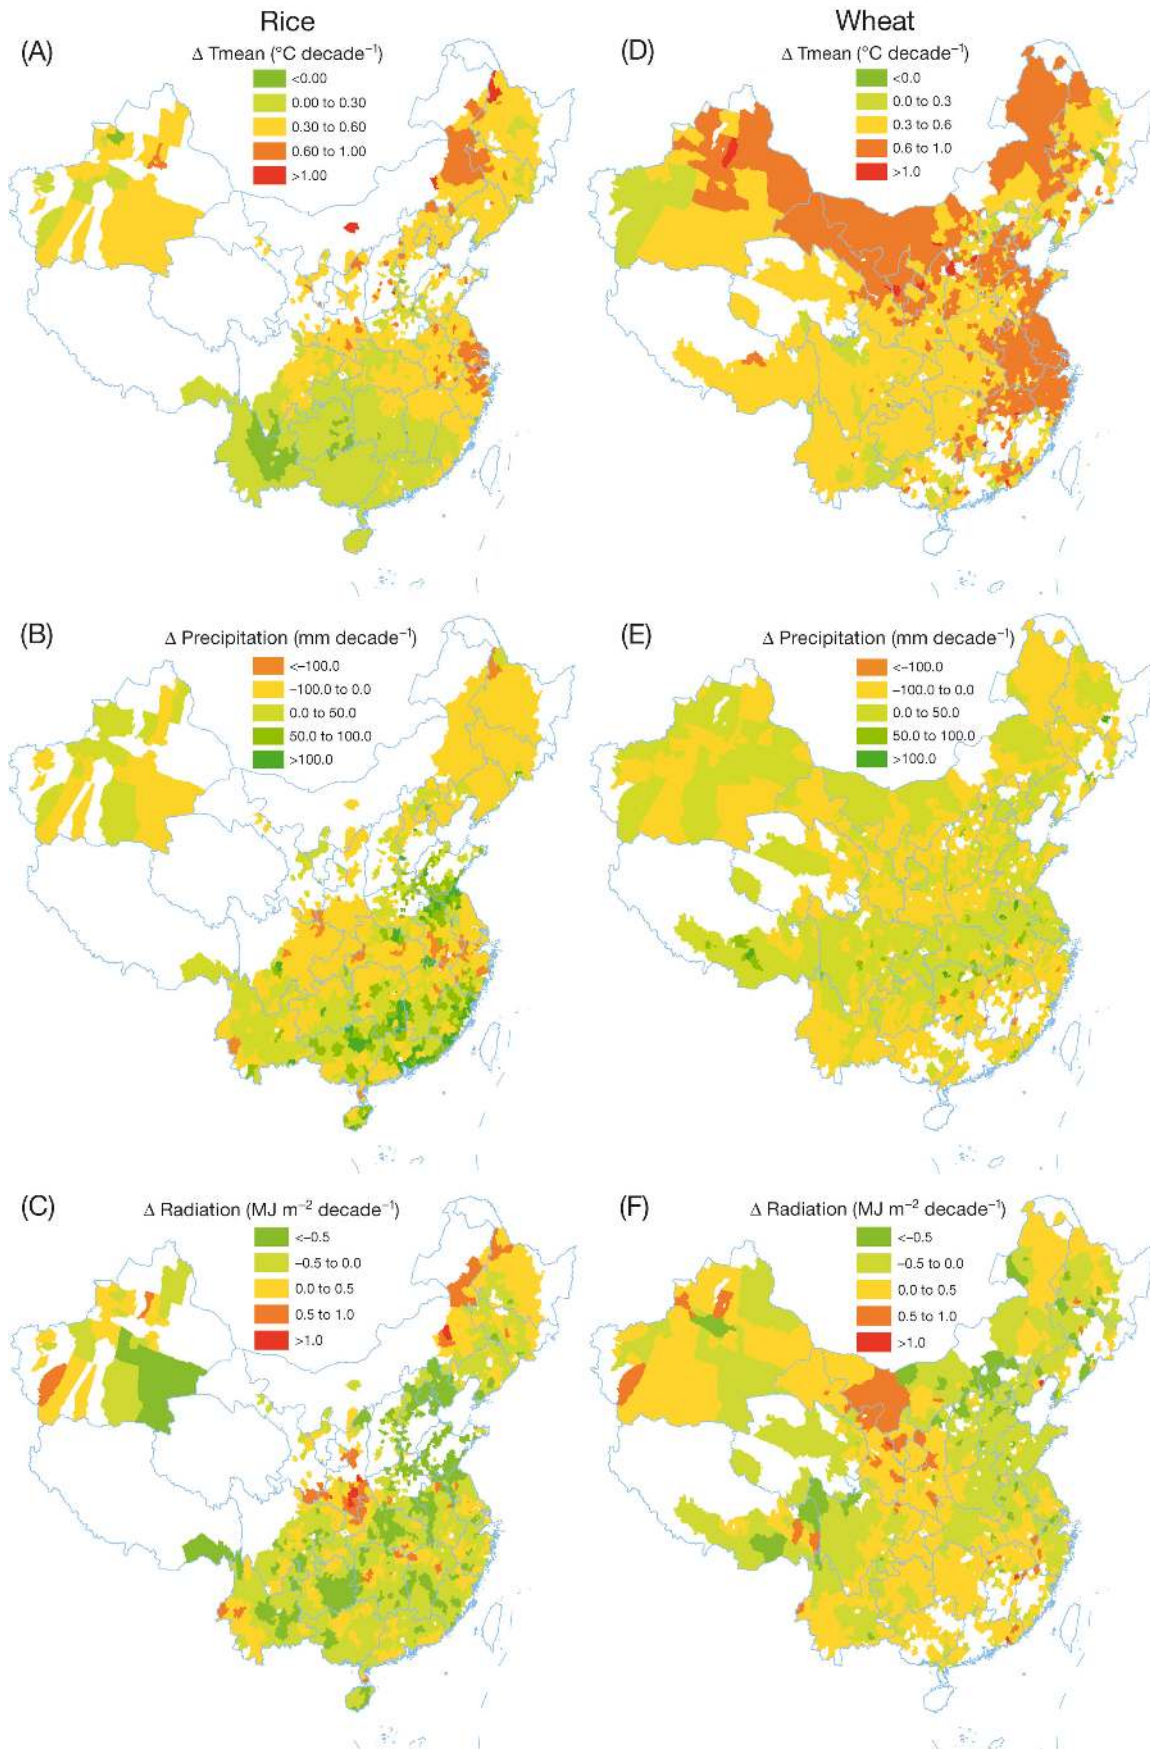 Rice
Wheat
(A)
Δ Tmean (°C decade⁻¹)
<0.00
0.00 to 0.30
0.30 to 0.60
0.60 to 1.00
>1.00
(D)
Δ Tmean (°C decade⁻¹)
<0.0
0.0 to 0.3
0.3 to 0.6
0.6 to 1.0
>1.0
(B)
Δ Precipitation (mm decade⁻¹)
<–100.0
–100.0 to 0.0
0.0 to 50.0
50.0 to 100.0
>100.0
(E)
Δ Precipitation (mm decade⁻¹)
<–100.0
–100.0 to 0.0
0.0 to 50.0
50.0 to 100.0
>100.0
(C)
Δ Radiation (MJ m⁻² decade⁻¹)
<–0.5
–0.5 to 0.0
0.0 to 0.5
0.5 to 1.0
>1.0
(F)
Δ Radiation (MJ m⁻² decade⁻¹)
<–0.5
–0.5 to 0.0
0.0 to 0.5
0.5 to 1.0
>1.0